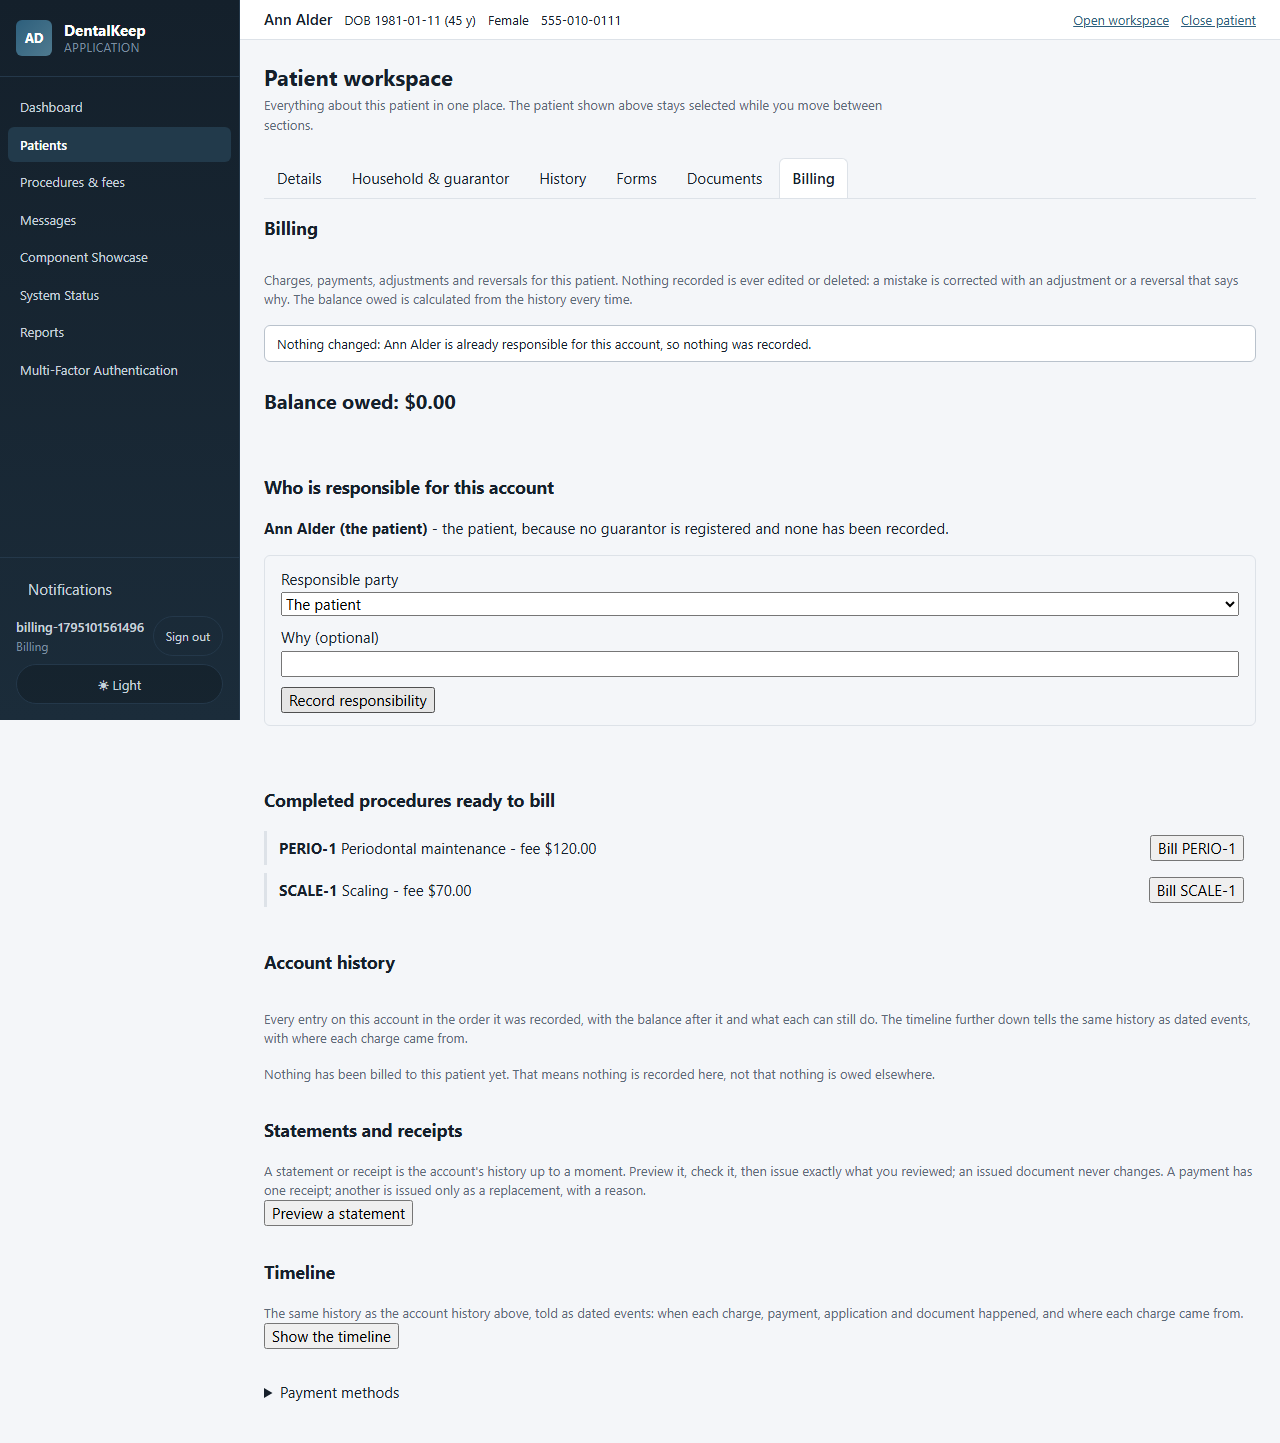 AD
DentalKeep
APPLICATION
Dashboard
Patients
Procedures & fees
Messages
Component Showcase
System Status
Reports
Multi-Factor Authentication
Notifications
billing-1795101561496
Billing
Sign out
☀ Light
Ann Alder DOB 1981-01-11 (45 y) Female 555-010-0111
Open workspace Close patient
Patient workspace
Everything about this patient in one place. The patient shown above stays selected while you move between
sections.
Details Household & guarantor History Forms Documents Billing
Billing
Charges, payments, adjustments and reversals for this patient. Nothing recorded is ever edited or deleted: a mistake is corrected with an adjustment or a reversal that says
why. The balance owed is calculated from the history every time.
Nothing changed: Ann Alder is already responsible for this account, so nothing was recorded.
Balance owed: $0.00
Who is responsible for this account
Ann Alder (the patient) - the patient, because no guarantor is registered and none has been recorded.
Responsible party
The patient
Why (optional)
Record responsibility
Completed procedures ready to bill
PERIO-1 Periodontal maintenance - fee $120.00
Bill PERIO-1
SCALE-1 Scaling - fee $70.00
Bill SCALE-1
Account history
Every entry on this account in the order it was recorded, with the balance after it and what each can still do. The timeline further down tells the same history as dated events,
with where each charge came from.
Nothing has been billed to this patient yet. That means nothing is recorded here, not that nothing is owed elsewhere.
Statements and receipts
A statement or receipt is the account's history up to a moment. Preview it, check it, then issue exactly what you reviewed; an issued document never changes. A payment has
one receipt; another is issued only as a replacement, with a reason.
Preview a statement
Timeline
The same history as the account history above, told as dated events: when each charge, payment, application and document happened, and where each charge came from.
Show the timeline
Payment methods